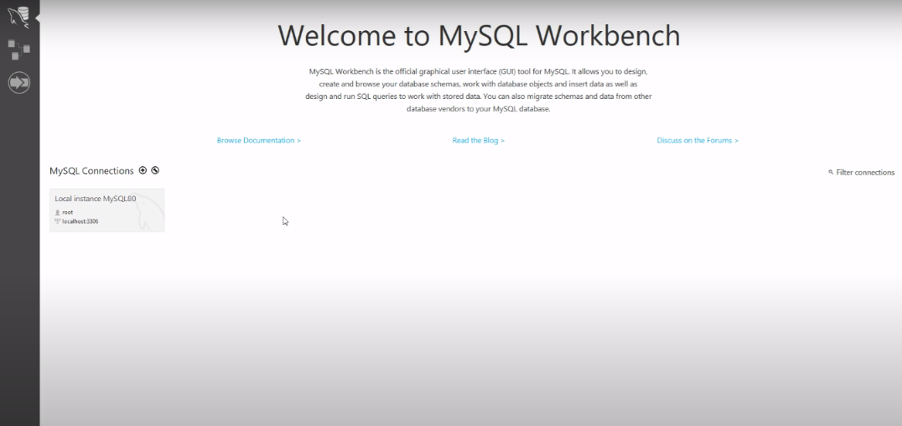 Welcome to MySQL Workbench
MySQL Workbench is the official graphical user interface (GUI) tool for MySQL. It allows you to design,
create and browse your database schemas, work with database objects and insert data as well as
design and run SQL queries to work with stored data. You can also migrate schemas and data from other
database vendors to your MySQL database.
Browse Documentation >
Read the Blog >
Discuss on the Forums >
MySQL Connections
Filter connections
Local instance MySQL80
root
localhost:3306